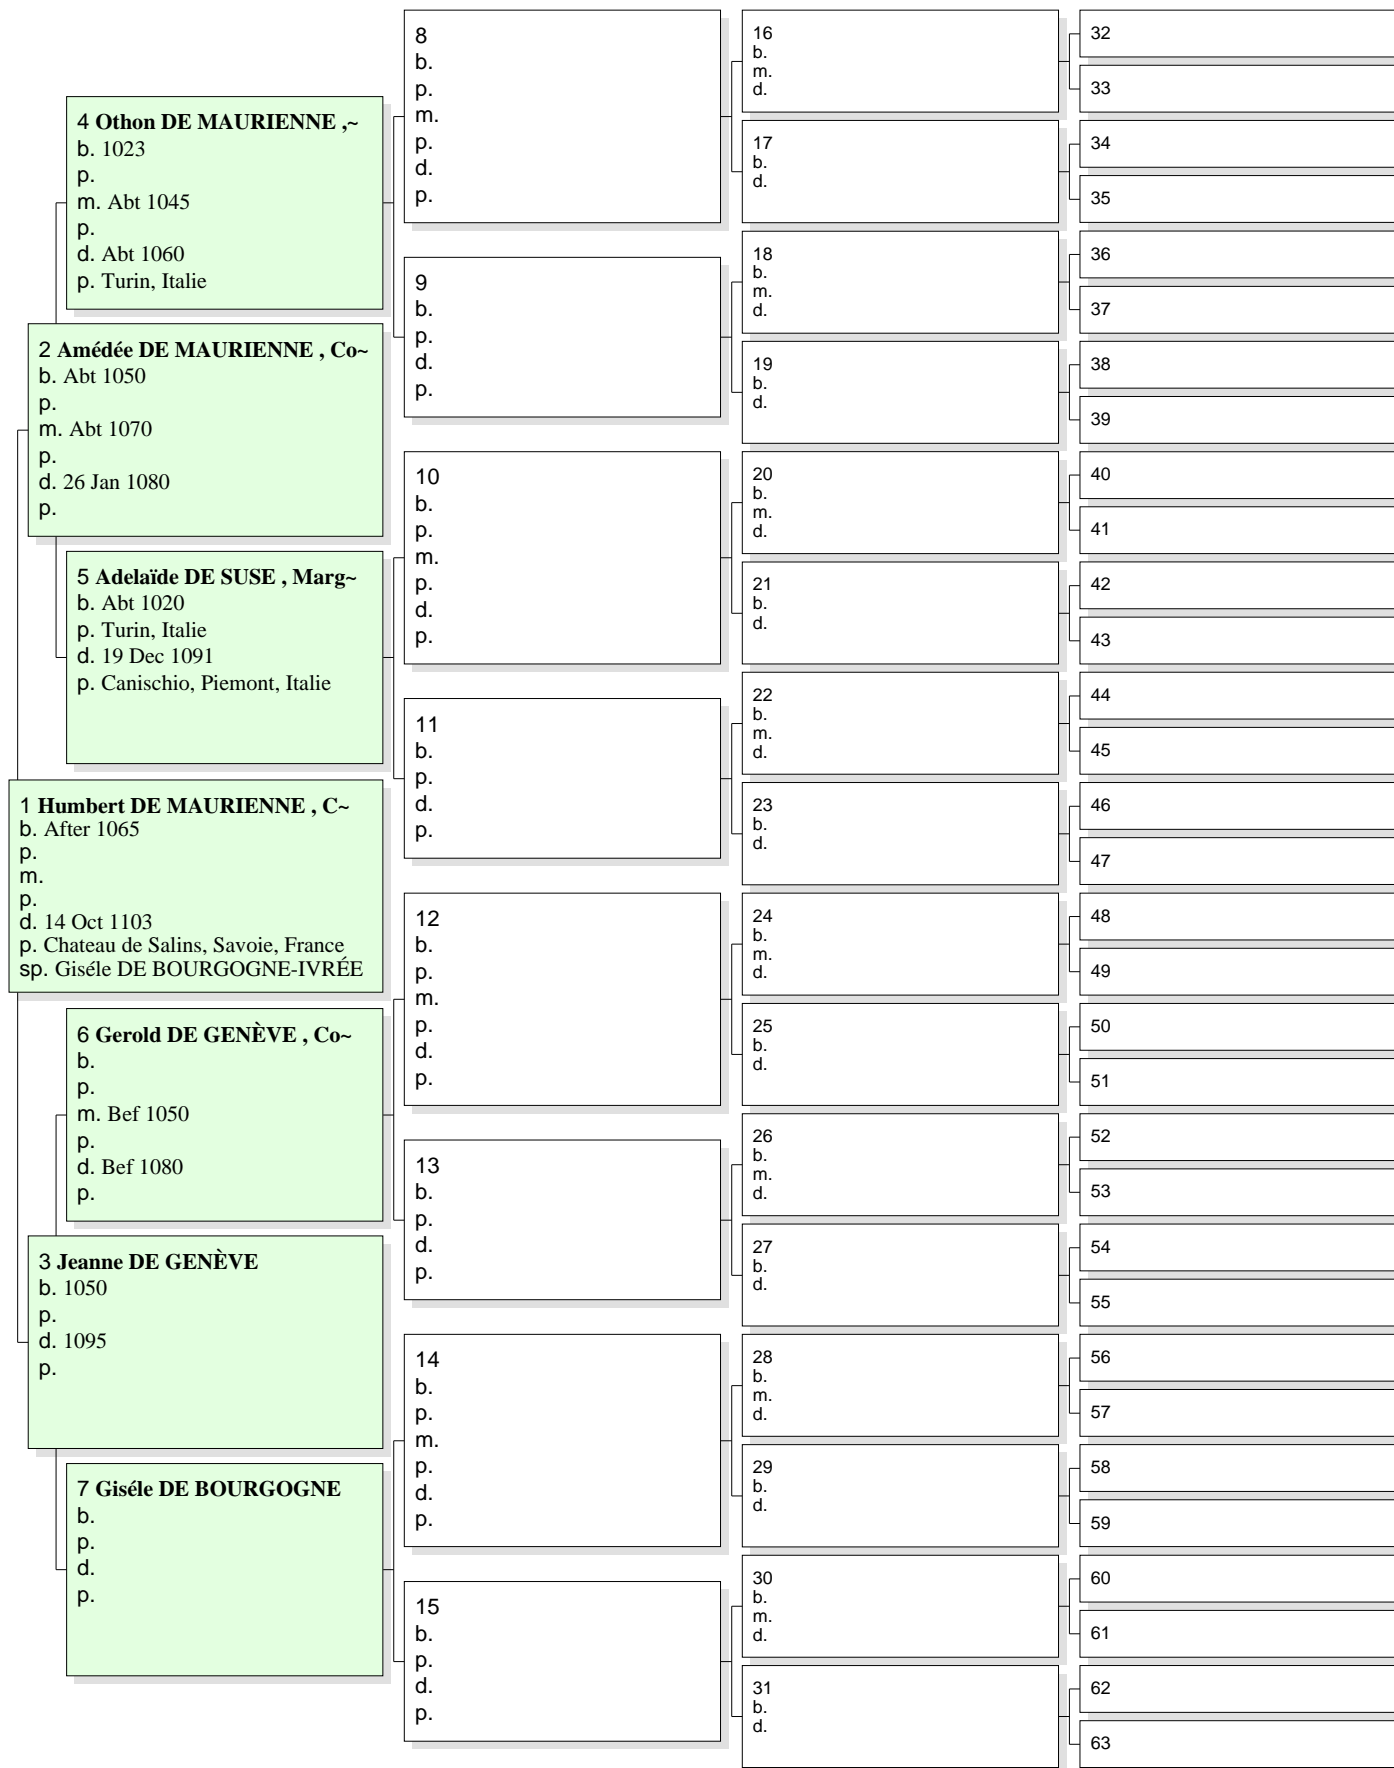 4 Othon DE MAURIENNE ,~
b. 1023
p.
m. Abt 1045
p.
d. Abt 1060
p. Turin, Italie
2 Amédée DE MAURIENNE , Co~
b. Abt 1050
p.
m. Abt 1070
p.
d. 26 Jan 1080
p.
5 Adelaïde DE SUSE , Marg~
b. Abt 1020
p. Turin, Italie
d. 19 Dec 1091
p. Canischio, Piemont, Italie
1 Humbert DE MAURIENNE , C~
b. After 1065
p.
m.
p.
d. 14 Oct 1103
p. Chateau de Salins, Savoie, France
sp. Giséle DE BOURGOGNE-IVRÉE
6 Gerold DE GENÈVE , Co~
b.
p.
m. Bef 1050
p.
d. Bef 1080
p.
3 Jeanne DE GENÈVE
b. 1050
p.
d. 1095
p.
7 Giséle DE BOURGOGNE
b.
p.
d.
p.
8
b.
p.
m.
p.
d.
p.
9
b.
p.
d.
p.
10
b.
p.
m.
p.
d.
p.
11
b.
p.
d.
p.
12
b.
p.
m.
p.
d.
p.
13
b.
p.
d.
p.
14
b.
p.
m.
p.
d.
p.
15
b.
p.
d.
p.
16
b.
m.
d.
17
b.
d.
18
b.
m.
d.
19
b.
d.
20
b.
m.
d.
21
b.
d.
22
b.
m.
d.
23
b.
d.
24
b.
m.
d.
25
b.
d.
26
b.
m.
d.
27
b.
d.
28
b.
m.
d.
29
b.
d.
30
b.
m.
d.
31
b.
d.
32
33
34
35
36
37
38
39
40
41
42
43
44
45
46
47
48
49
50
51
52
53
54
55
56
57
58
59
60
61
62
63